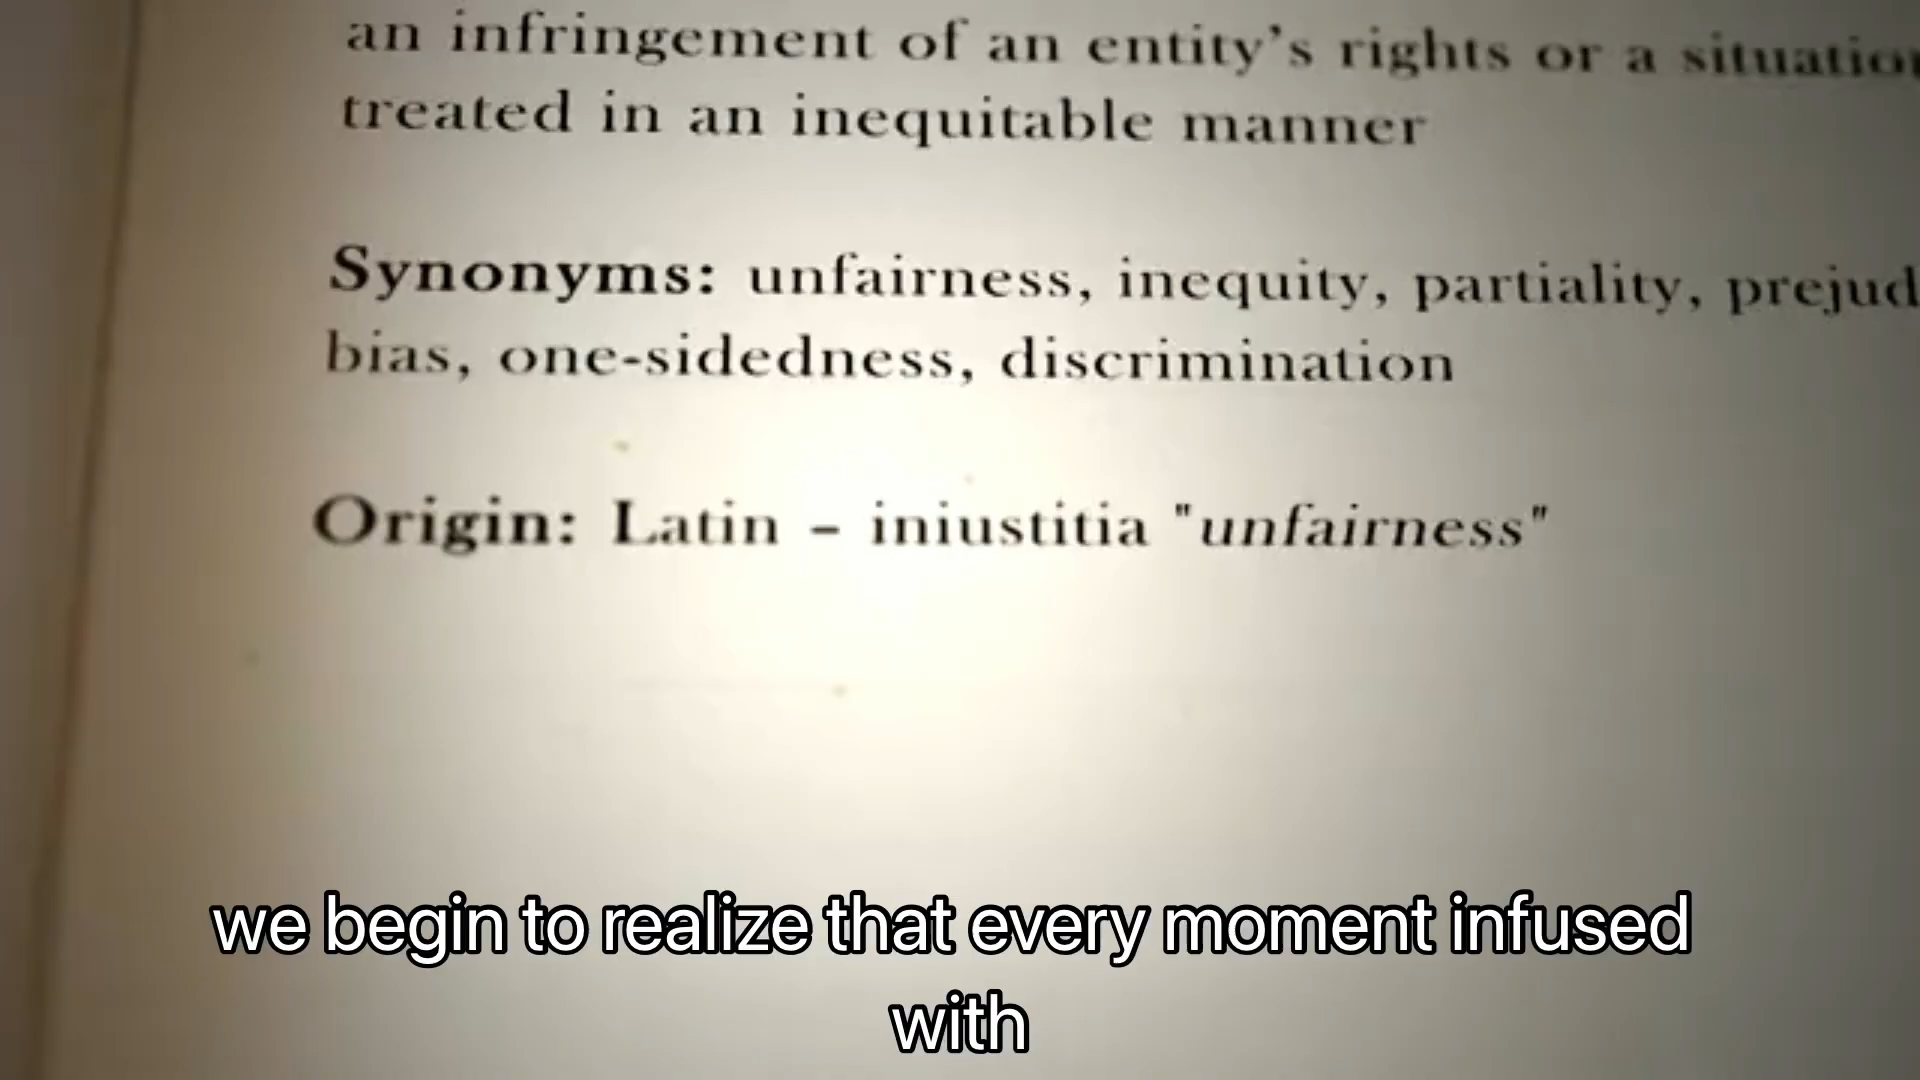 an infringement of an entity's rights or a situation
treated in an inequitable manner
Synonyms: unfairness, inequity, partiality,
bias, one-sidedness, discrimination
Origin: Latin – iniustitia "unfairness"
we begin to realize that every moment infused
with